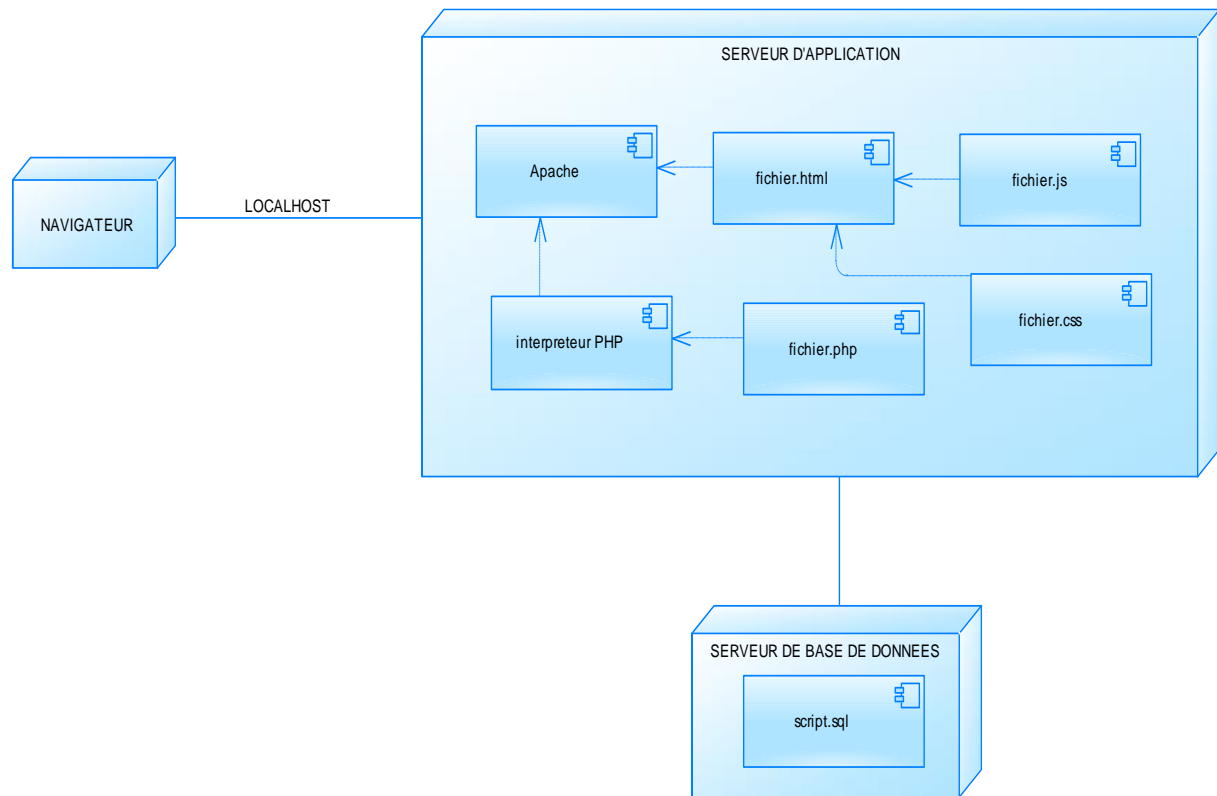 SERVEUR D'APPLICATION
Apache
fichier.html
fichier.js
NAVIGATEUR
LOCALHOST
interpreteur PHP
fichier.php
fichier.css
SERVEUR DE BASE DE DONNEES
script.sql